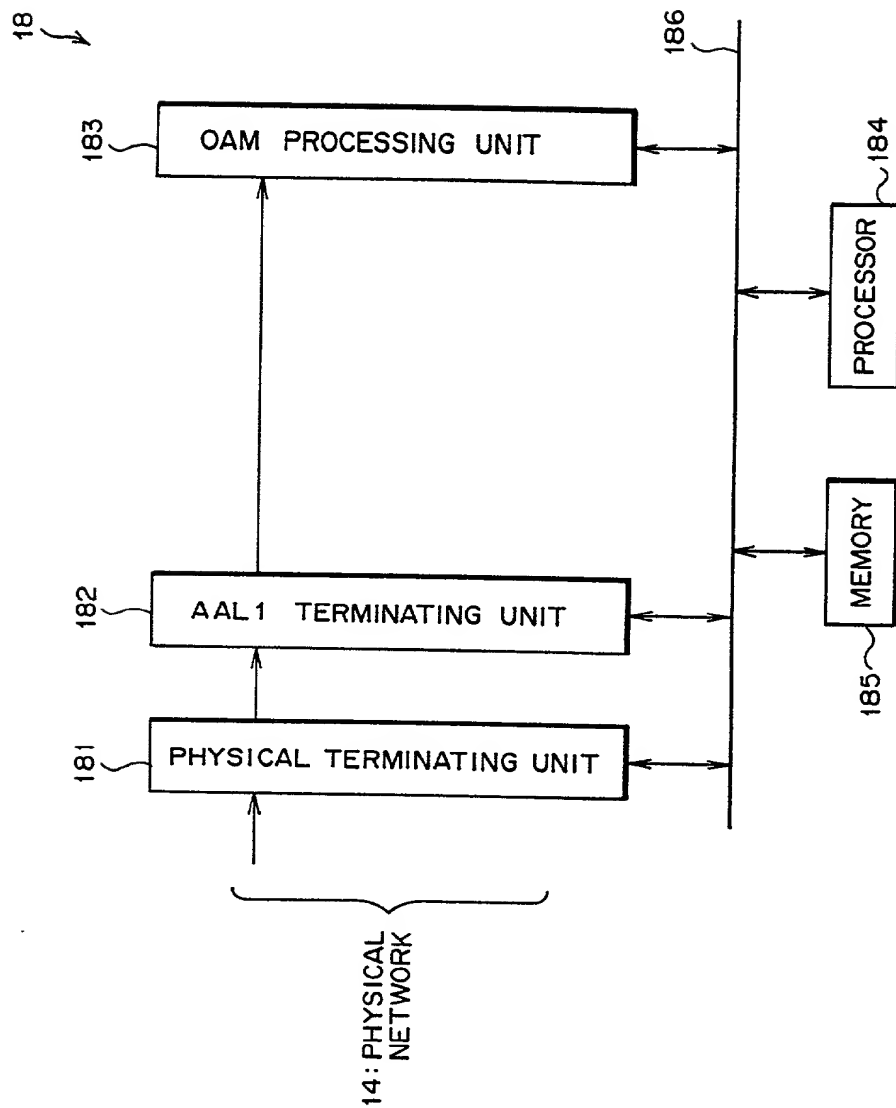 18
183
OAM PROCESSING UNIT
182
AAL1 TERMINATING UNIT
181
PHYSICAL TERMINATING UNIT
14: PHYSICAL
NETWORK
186
184
PROCESSOR
MEMORY
185